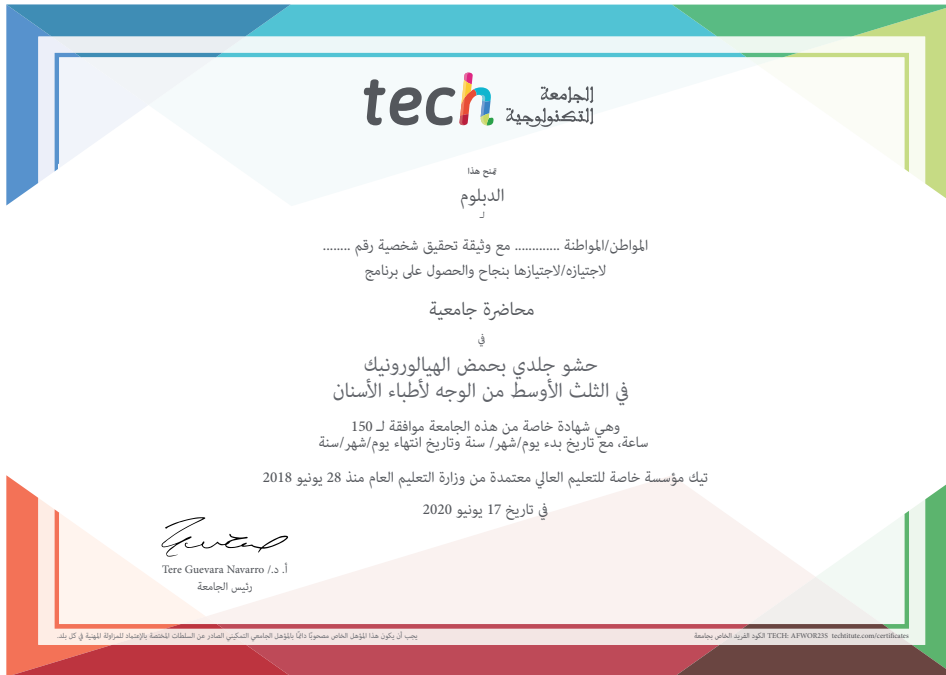 tech الجامعة
التكنولوجية
يمنح هذا
الدبلوم
لـ
المواطن/المواطنة ............ مع وثيقة تحقيق شخصية رقم ........
لاجتيازه/لاجتيازها بنجاح والحصول على برنامج
محاضرة جامعية
في
حشو جلدي بحمض الهيالورونيك
في الثلث الأوسط من الوجه لأطباء الأسنان
وهي شهادة خاصة من هذه الجامعة موافقة لـ 150
ساعة، مع تاريخ بدء يوم/شهر/ سنة وتاريخ انتهاء يوم/شهر/سنة
تيك مؤسسة خاصة للتعليم العالي معتمدة من وزارة التعليم العام منذ 28 يونيو 2018
في تاريخ 17 يونيو 2020
أ. د./ Tere Guevara Navarro
رئيس الجامعة
يجب أن يكون هذا المؤهل الخاص مصحوبًا دائمًا بالمؤهل الجامعي التمكيني الصادر عن السلطات المختصة بالإعتماد للمزاولة المهنية في كل بلد.
الكود الفريد الخاص بجامعة TECH: AFWOR23S techtitute.com/certificates